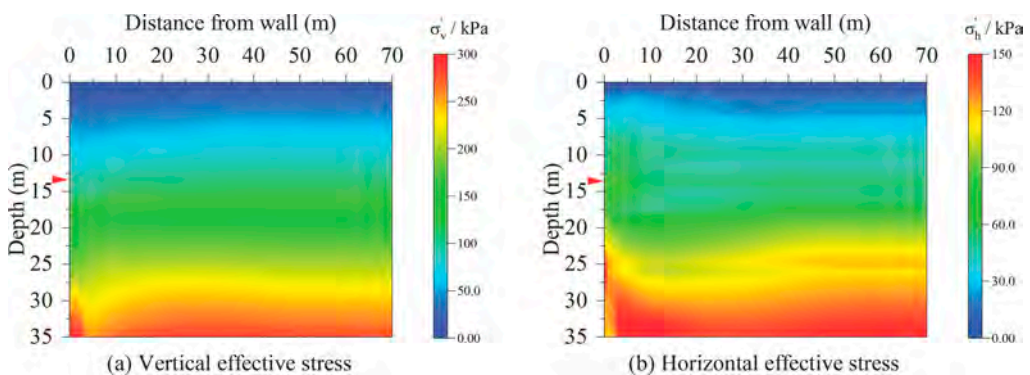 Distance from wall (m)
σ'v / kPa
0 10 20 30 40 50 60 70
300
250
200
150
100
50.0
0.00
Depth (m)
0
5
10
15
20
25
30
35
(a) Vertical effective stress
Distance from wall (m)
σ'h / kPa
0 10 20 30 40 50 60 70
150
120
90.0
60.0
30.0
0.00
Depth (m)
0
5
10
15
20
25
30
35
(b) Horizontal effective stress